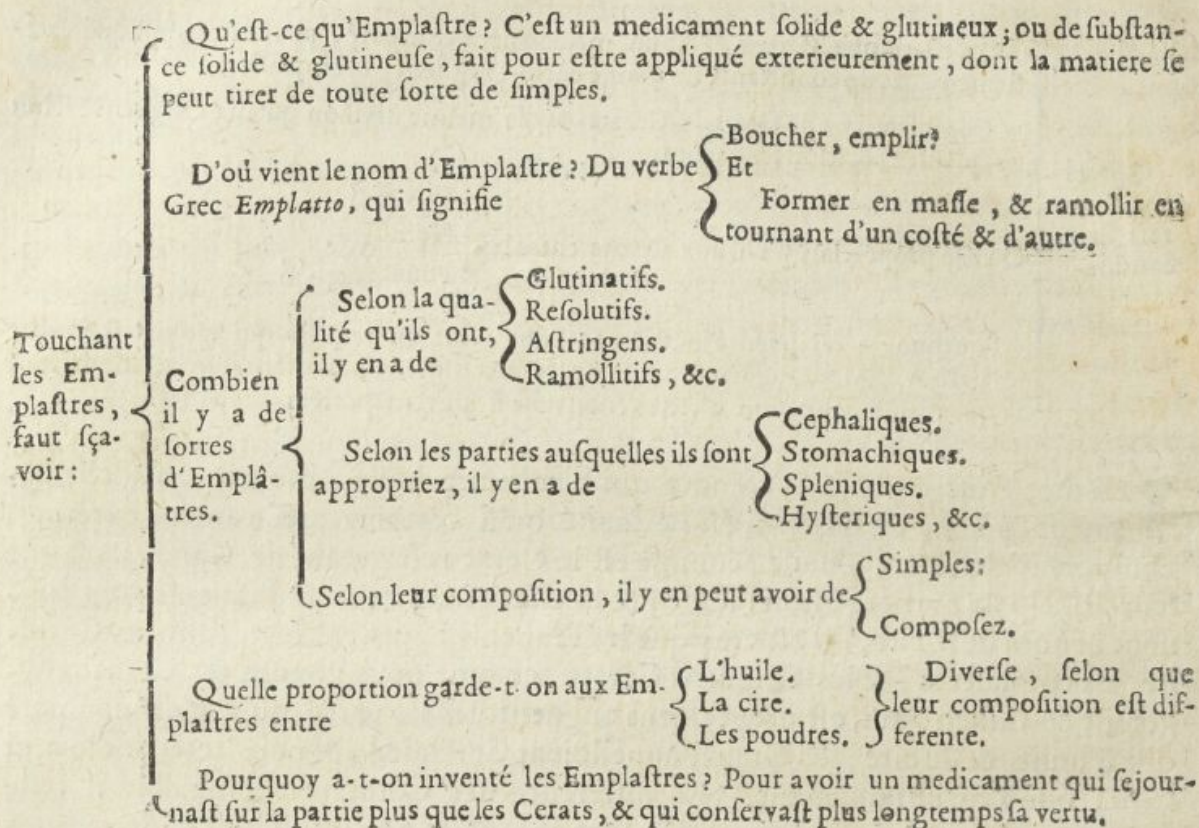 Qu'eſt-ce qu'Emplaſtre? C'eſt un medicament ſolide & glutineux; ou de ſubſtan-
ce ſolide & glutineuſe, fait pour eſtre appliqué exterieurement, dont la matiere ſe
peut tirer de toute ſorte de ſimples.
D'où vient le nom d'Emplaſtre? Du verbe
Grec Emplatto, qui ſignifie
Boucher, emplir?
Et
Former en maſſe, & ramollir en
tournant d'un coſté & d'autre.
Touchant
les Em-
plaſtres,
faut ſça-
voir:
Combien
il y a de
ſortes
d'Emplâ-
tres.
Selon la qua-
lité qu'ils ont,
il y en a de
Glutinatifs.
Reſolutifs.
Aſtringens.
Ramollitifs, &c.
Selon les parties auſquelles ils ſont
appropriez, il y en a de
Cephaliques.
Stomachiques.
Spleniques.
Hyſteriques, &c.
Selon leur compoſition, il y en peut avoir de
Simples:
Compoſez.
Quelle proportion garde-t-on aux Em-
plaſtres entre
L'huile.
La cire.
Les poudres.
Diverſe, ſelon que
leur compoſition eſt dif-
ferente.
Pourquoy a-t-on inventé les Emplaſtres? Pour avoir un medicament qui ſejour-
naſt ſur la partie plus que les Cerats, & qui conſervaſt plus longtemps ſa vertu.